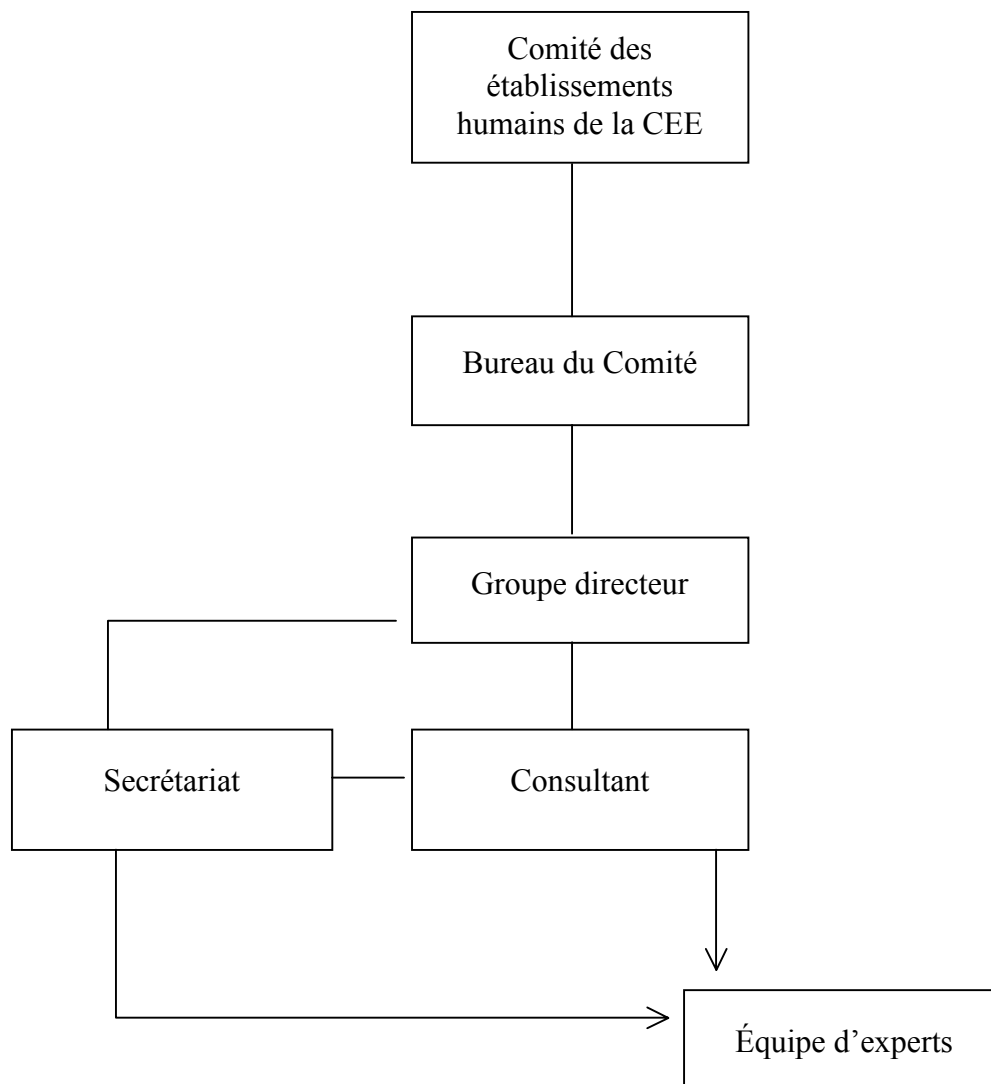 Comité des
établissements
humains de la CEE
Bureau du Comité
Groupe directeur
Secrétariat
Consultant
Équipe d’experts